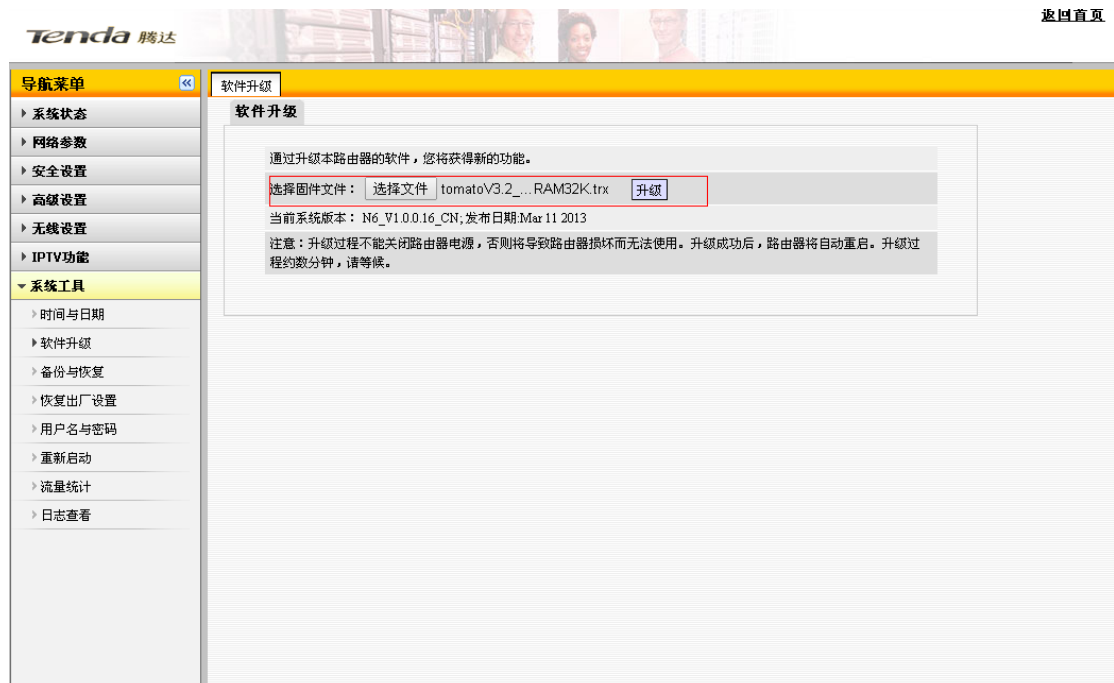 返回首页
Tenda 腾达
导航菜单
软件升级
系统状态
软件升级
网络参数
通过升级本路由器的软件，您将获得新的功能。
安全设置
选择固件文件： 选择文件 tomatoV3.2_...RAM32K.trx 升级
高级设置
当前系统版本： N6_V1.0.0.16_CN; 发布日期:Mar 11 2013
无线设置
注意：升级过程不能关闭路由器电源，否则将导致路由器损坏而无法使用。升级成功后，路由器将自动重启。升级过
程约数分钟，请等候。
IPTV功能
系统工具
时间与日期
软件升级
备份与恢复
恢复出厂设置
用户名与密码
重新启动
流量统计
日志查看